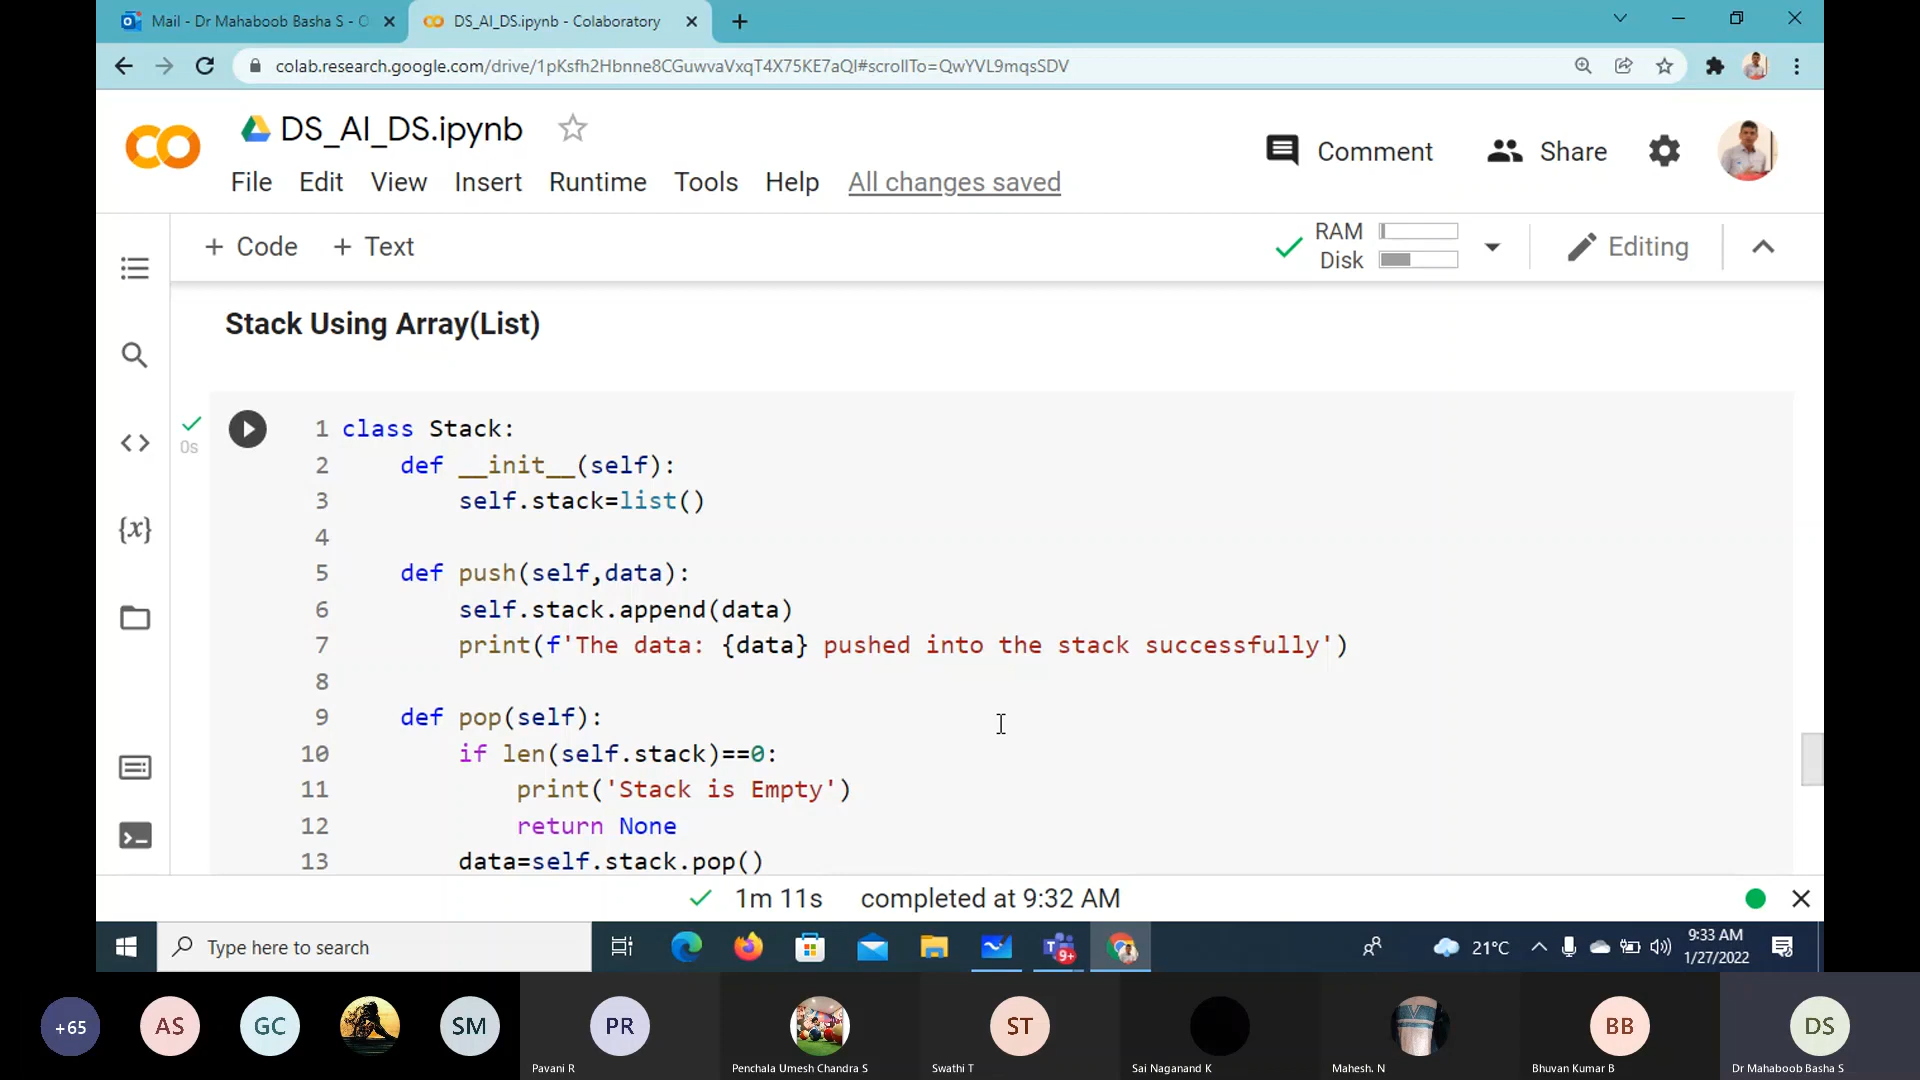 Mail - Dr Mahaboob Basha S - O
DS_AI_DS.ipynb - Colaboratory
colab.research.google.com/drive/1pKsfh2Hbnne8CGuwvaVxqT4X75KE7aQI#scrollTo=QwYVL9mqsSDV
DS_AI_DS.ipynb
Comment
Share
File Edit View Insert Runtime Tools Help All changes saved
+ Code + Text
RAM
Disk
Editing
Stack Using Array(List)
0s
1 class Stack:
2     def __init__(self):
3         self.stack=list()
4
5     def push(self,data):
6         self.stack.append(data)
7         print(f'The data: {data} pushed into the stack successfully')
8
9     def pop(self):
10         if len(self.stack)==0:
11             print('Stack is Empty')
12             return None
13         data=self.stack.pop()
{x}
1m 11s completed at 9:32 AM
Type here to search
9+
21°C
9:33 AM
1/27/2022
+65 AS GC SM PR ST BB DS
Pavani R
Penchala Umesh Chandra S
Swathi T
Sai Naganand K
Mahesh. N
Bhuvan Kumar B
Dr Mahaboob Basha S